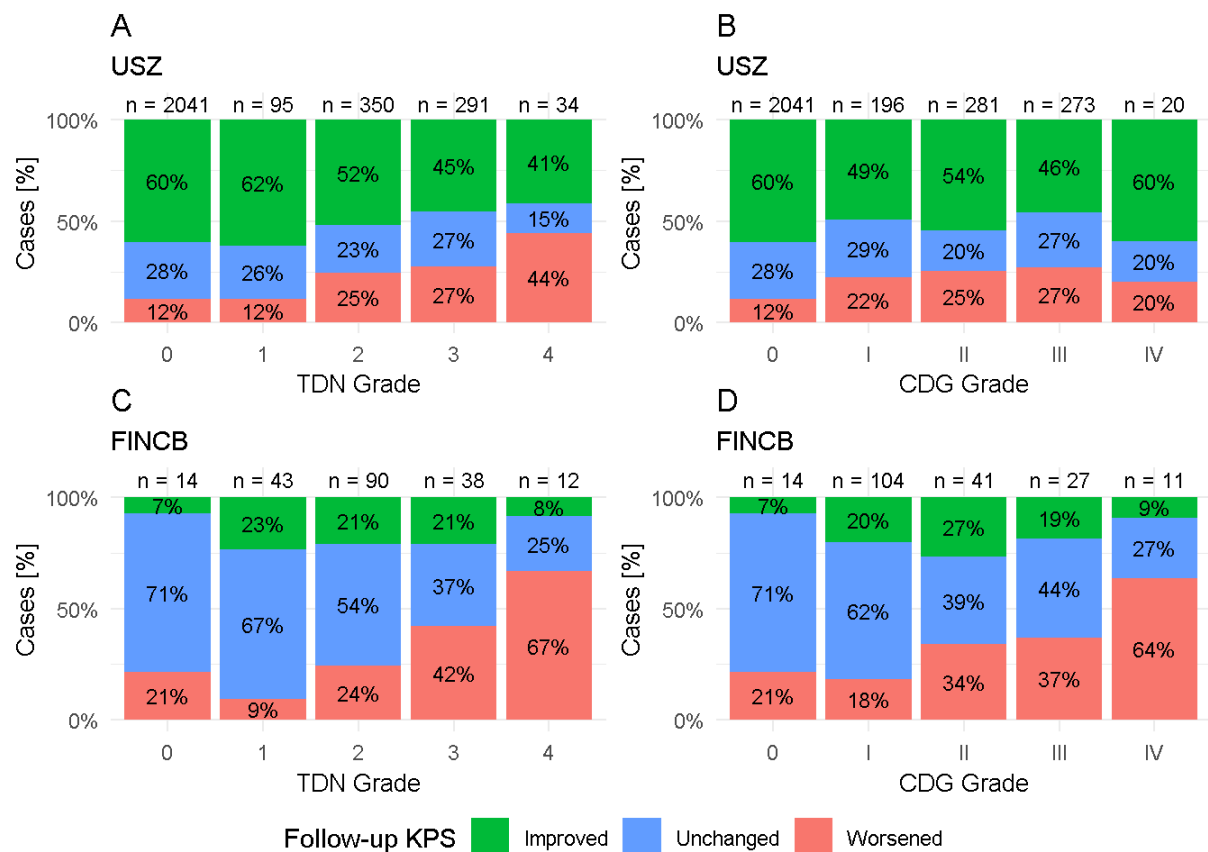 A
USZ
n = 2041 n = 95 n = 350 n = 291 n = 34
100%
50%
0%
Cases [%]
60% 62% 52% 45% 41%
28% 26% 23% 27% 15%
12% 12% 25% 27% 44%
0 1 2 3 4
TDN Grade
B
USZ
n = 2041 n = 196 n = 281 n = 273 n = 20
100%
50%
0%
Cases [%]
60% 49% 54% 46% 60%
28% 29% 20% 27% 20%
12% 22% 25% 27% 20%
0 I II III IV
CDG Grade
C
FINCB
n = 14 n = 43 n = 90 n = 38 n = 12
100%
50%
0%
Cases [%]
7% 23% 21% 21% 8%
71% 67% 54% 37% 25%
21% 9% 24% 42% 67%
0 1 2 3 4
TDN Grade
D
FINCB
n = 14 n = 104 n = 41 n = 27 n = 11
100%
50%
0%
Cases [%]
7% 20% 27% 19% 9%
71% 62% 39% 44% 27%
21% 18% 34% 37% 64%
0 I II III IV
CDG Grade
Follow-up KPS Improved Unchanged Worsened